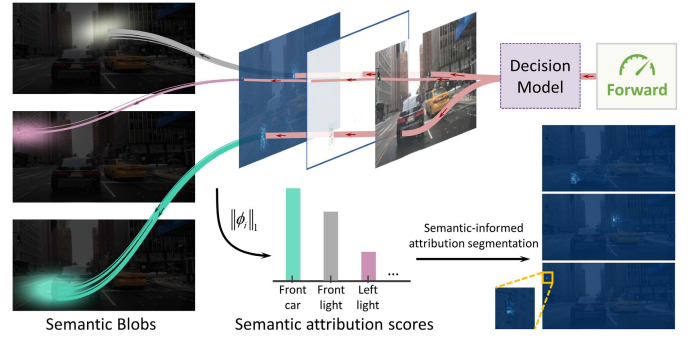 Decision
Model
Forward
‖ϕᵢ‖₁
Semantic-informed
attribution segmentation
...
Front
car
Front
light
Left
light
Semantic Blobs
Semantic attribution scores